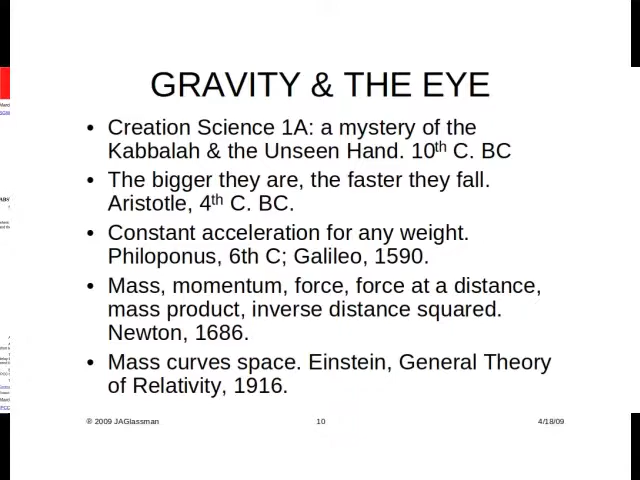 GRAVITY & THE EYE
• Creation Science 1A: a mystery of the
Kabbalah & the Unseen Hand. 10th C. BC
• The bigger they are, the faster they fall.
Aristotle, 4th C. BC.
• Constant acceleration for any weight.
Philoponus, 6th C; Galileo, 1590.
• Mass, momentum, force, force at a distance,
mass product, inverse distance squared.
Newton, 1686.
• Mass curves space. Einstein, General Theory
of Relativity, 1916.
© 2009 JAGlassman 10 4/18/09